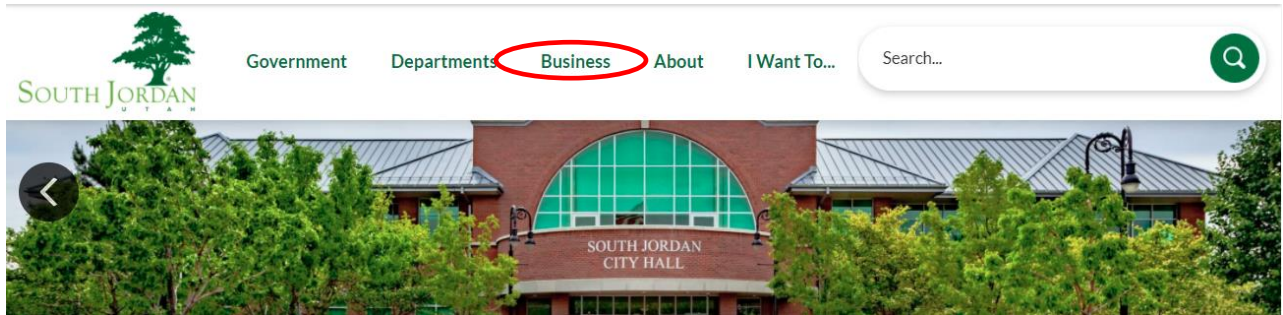 SOUTH JORDAN
UTAH
Government Departments Business About I Want To... Search...
SOUTH JORDAN
CITY HALL